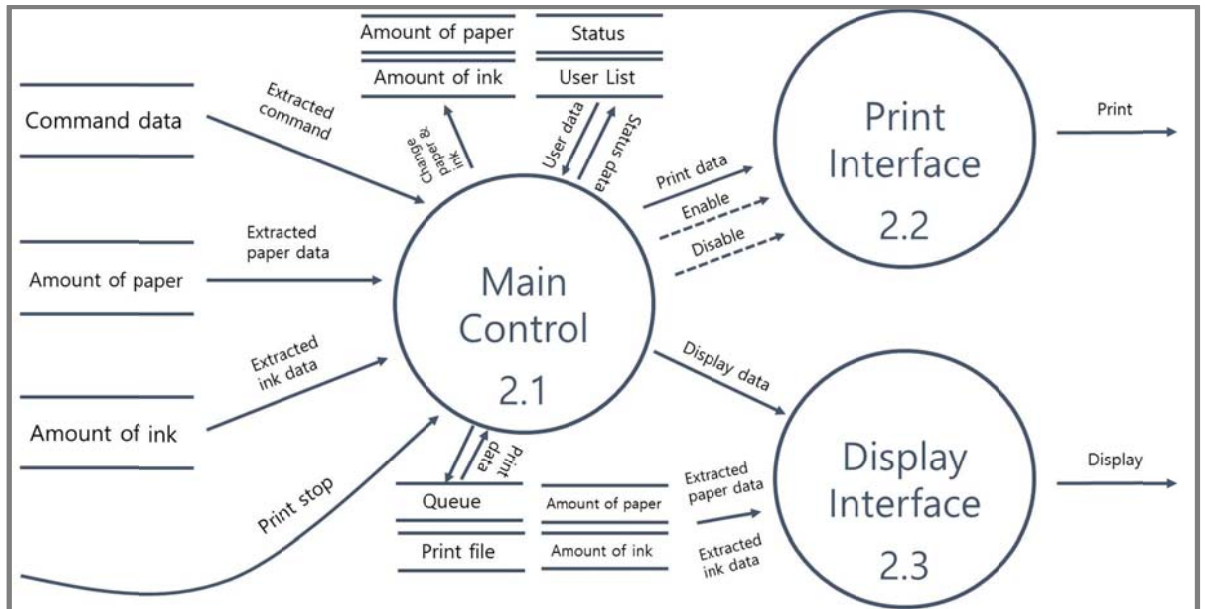 Amount of paper
Amount of ink
Status
User List
Command data
Extracted
command
Change
paper &
ink
User data
Status data
Print data
Enable
Disable
Print
Interface
2.2
Print
Amount of paper
Extracted
paper data
Main
Control
2.1
Amount of ink
Extracted
ink data
Display data
Print stop
Print
data
Queue
Print file
Amount of paper
Amount of ink
Extracted
paper data
Extracted
ink data
Display
Interface
2.3
Display